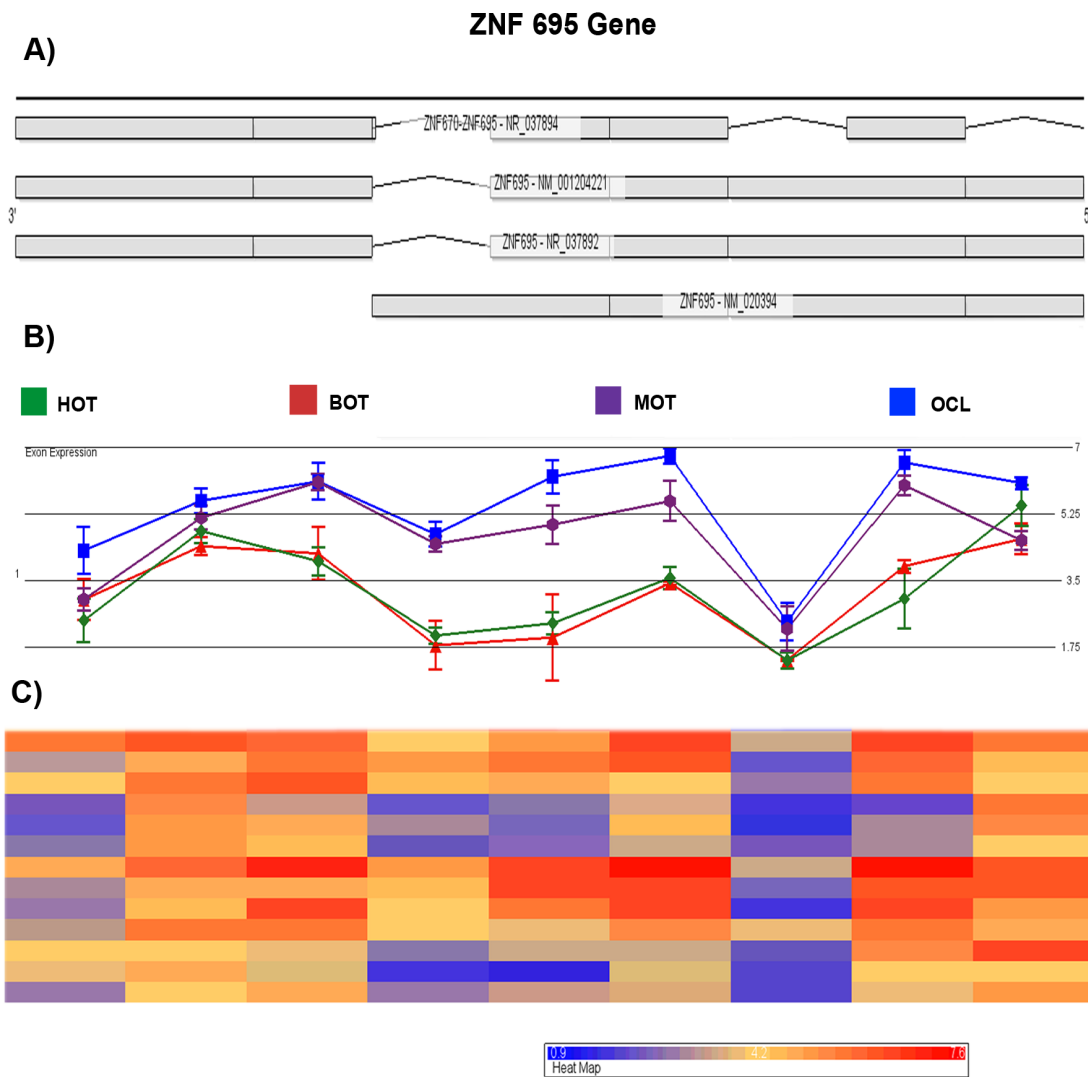 ZNF 695 Gene
A)
ZNF670-ZNF695 - NR_037894
ZNF695 - NM_001204221
3'
5
ZNF695 - NR_037892
ZNF695 - NM_020394
B)
HOT
BOT
MOT
OCL
Exon Expression
7
5.25
1
3.5
1.75
C)
0.9
4.2
7.6
Heat Map